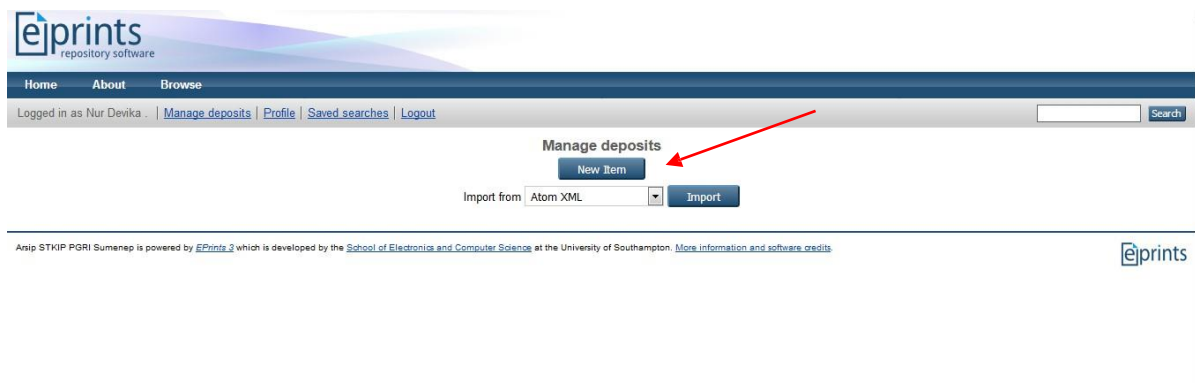 eprints
repository software
Home About Browse
Logged in as Nur Devika . | Manage deposits | Profile | Saved searches | Logout Search
Manage deposits
New Item
Import from Atom XML Import
Arsip STKIP PGRI Sumenep is powered by EPrints 3 which is developed by the School of Electronics and Computer Science at the University of Southampton. More information and software credits.
eprints